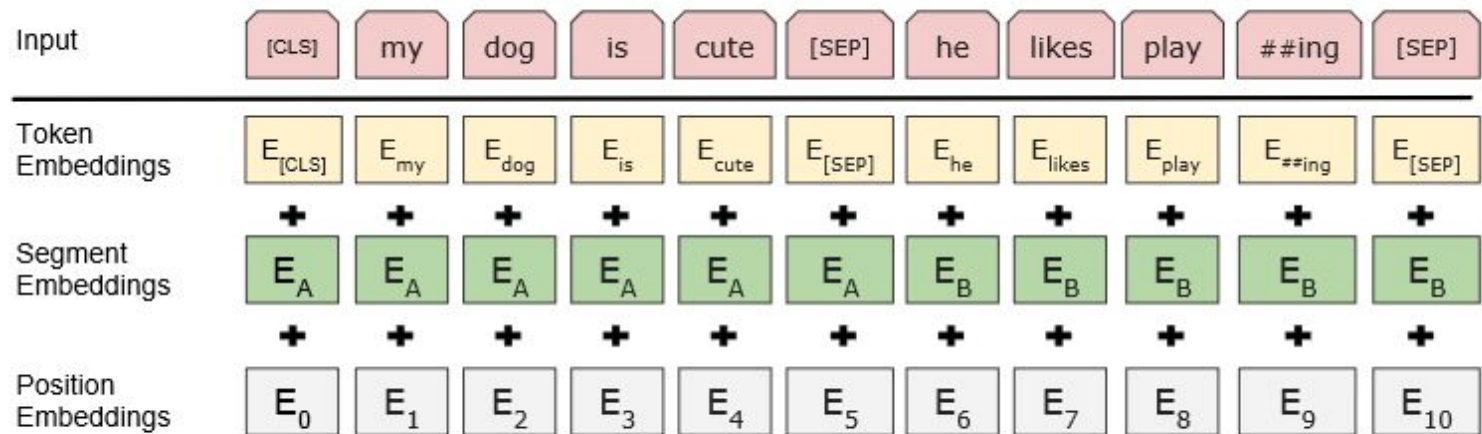 Input [CLS] my dog is cute [SEP] he likes play ##ing [SEP]
Token Embeddings E[CLS] Emy Edog Eis Ecute E[SEP] Ehe Elikes Eplay E##ing E[SEP]
+ + + + + + + + + + +
Segment Embeddings EA EA EA EA EA EA EB EB EB EB EB
+ + + + + + + + + + +
Position Embeddings E0 E1 E2 E3 E4 E5 E6 E7 E8 E9 E10